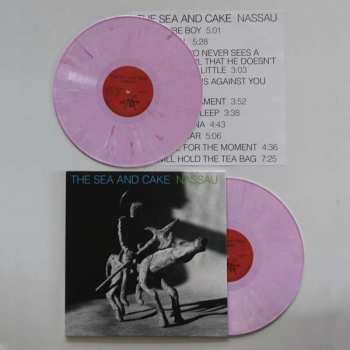 THE SEA AND CAKE NASSAU
RE BOY 5:01
5:28
D NEVER SEES A
L THAT HE DOESN'T
LITTLE 3:03
S AGAINST YOU
AMENT 3:52
EEP 3:38
NA 4:43
AR 5:06
E FOR THE MOMENT 4:36
ILL HOLD THE TEA BAG 7:25
THE SEA AND CAKE NASSAU